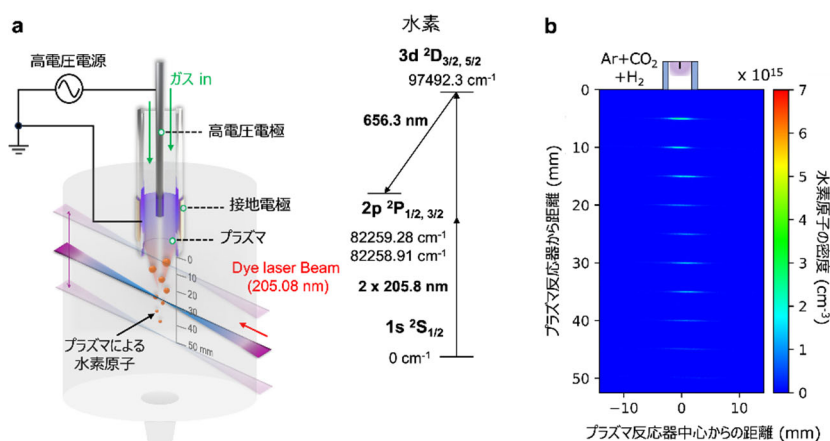 a
高電圧電源
ガス in
高電圧電極
接地電極
プラズマ
Dye laser Beam
(205.08 nm)
0
10
20
30
40
50 mm
プラズマによる
水素原子
水素
3d ²D3/2, 5/2
97492.3 cm⁻¹
656.3 nm
2p ²P1/2, 3/2
82259.28 cm⁻¹
82258.91 cm⁻¹
2 x 205.8 nm
1s ²S1/2
0 cm⁻¹
b
Ar+CO₂
+H₂
x 10¹⁵
プラズマ反応器から距離 (mm)
0
10
20
30
40
50
−10
0
10
プラズマ反応器中心からの距離 (mm)
7
6
5
4
3
2
1
0
水素原子の密度 (cm⁻³)